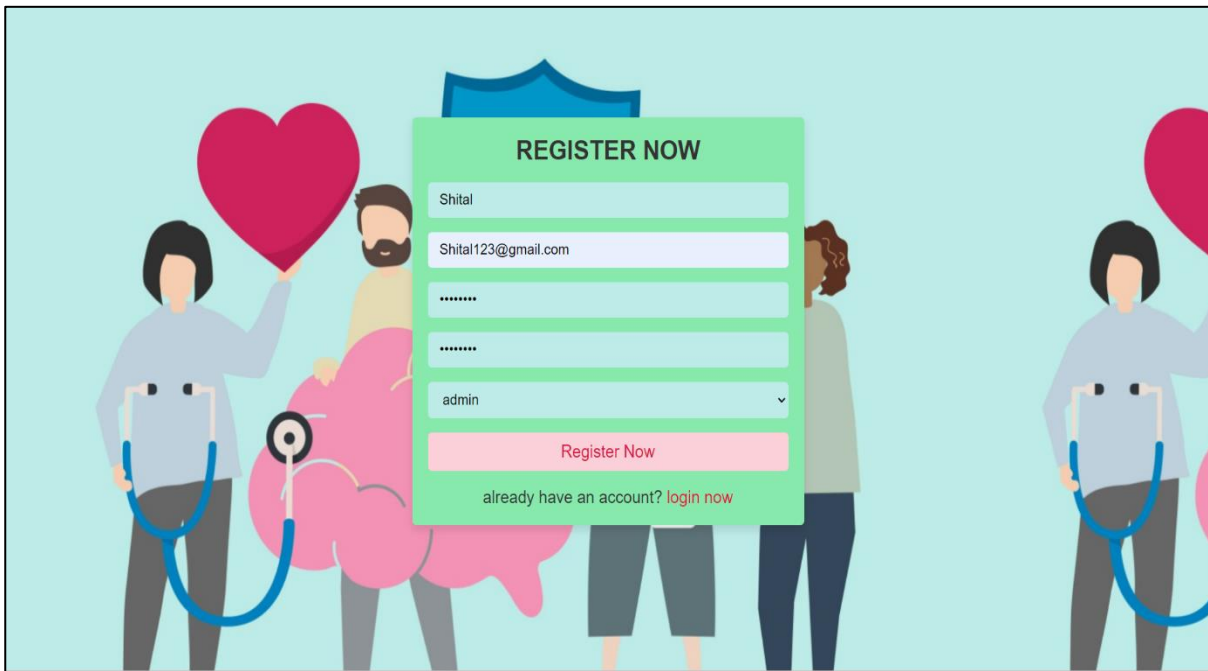 REGISTER NOW
Shital
Shital123@gmail.com
••••••••
••••••••
admin
Register Now
already have an account? login now